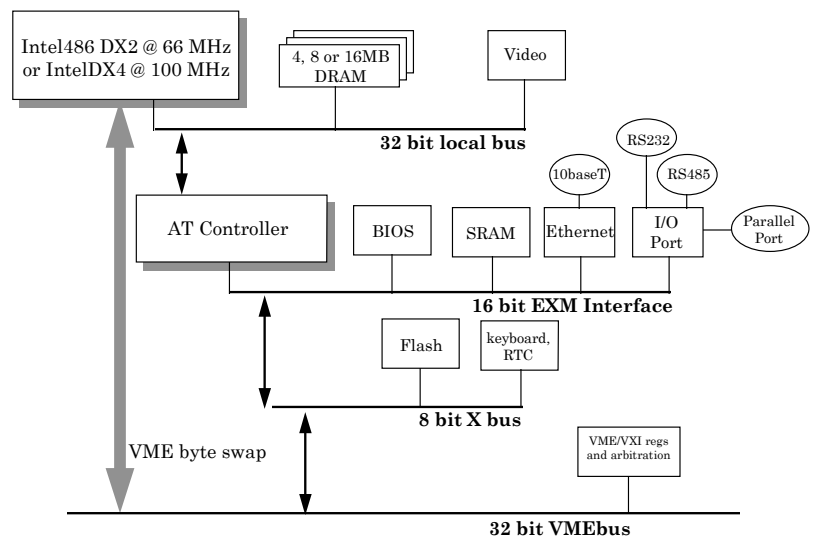 Intel486 DX2 @ 66 MHz
or IntelDX4 @ 100 MHz
4, 8 or 16MB
DRAM
Video
32 bit local bus
RS232
10baseT
RS485
AT Controller
BIOS
SRAM
Ethernet
I/O
Port
Parallel
Port
16 bit EXM Interface
Flash
keyboard,
RTC
8 bit X bus
VME byte swap
VME/VXI regs
and arbitration
32 bit VMEbus